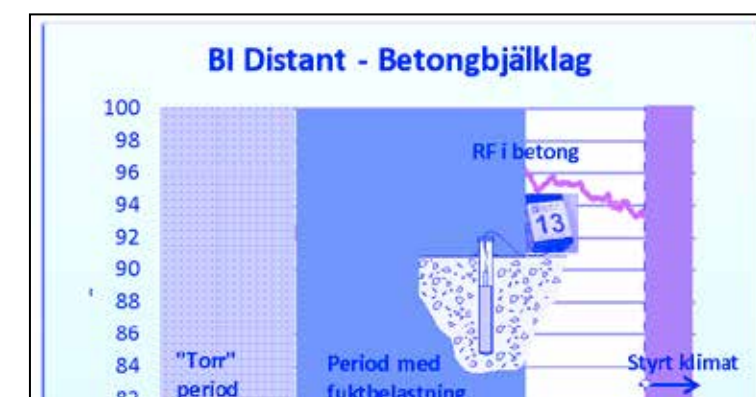 BI Distant - Betongbjälklag
100
98
96
94
92
90
88
86
84
RF i betong
13
"Torr"
period
Period med
fuktbelastning
Styrt klimat